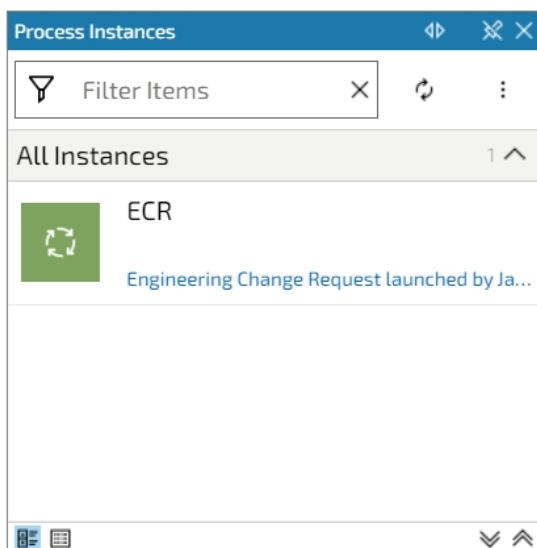 Process Instances
Filter Items
All Instances 1
ECR
Engineering Change Request launched by Ja...